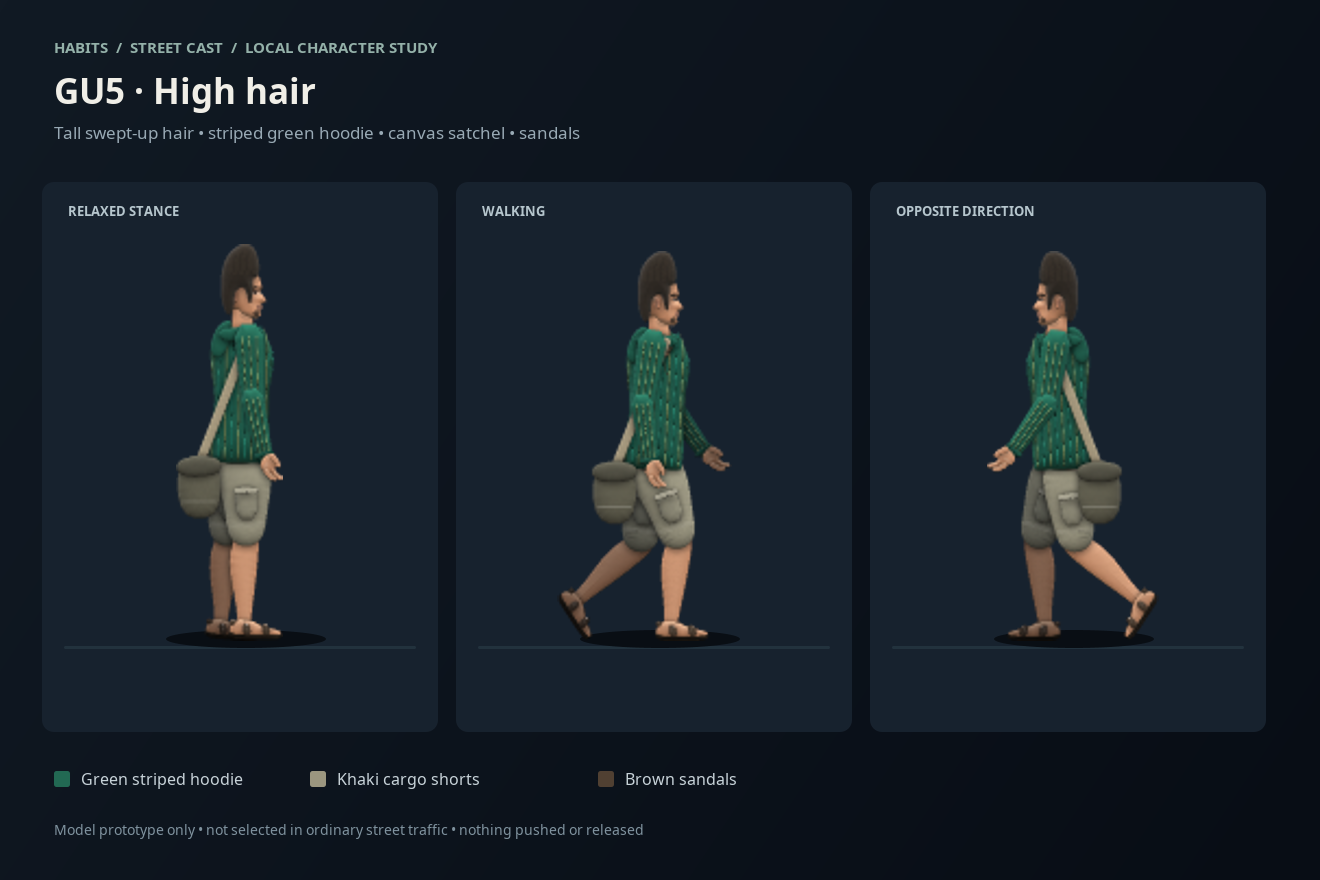 HABITS / STREET CAST / LOCAL CHARACTER STUDY
GU5 · High hair
Tall swept-up hair • striped green hoodie • canvas satchel • sandals
RELAXED STANCE
WALKING
OPPOSITE DIRECTION
Green striped hoodie
Khaki cargo shorts
Brown sandals
Model prototype only • not selected in ordinary street traffic • nothing pushed or released